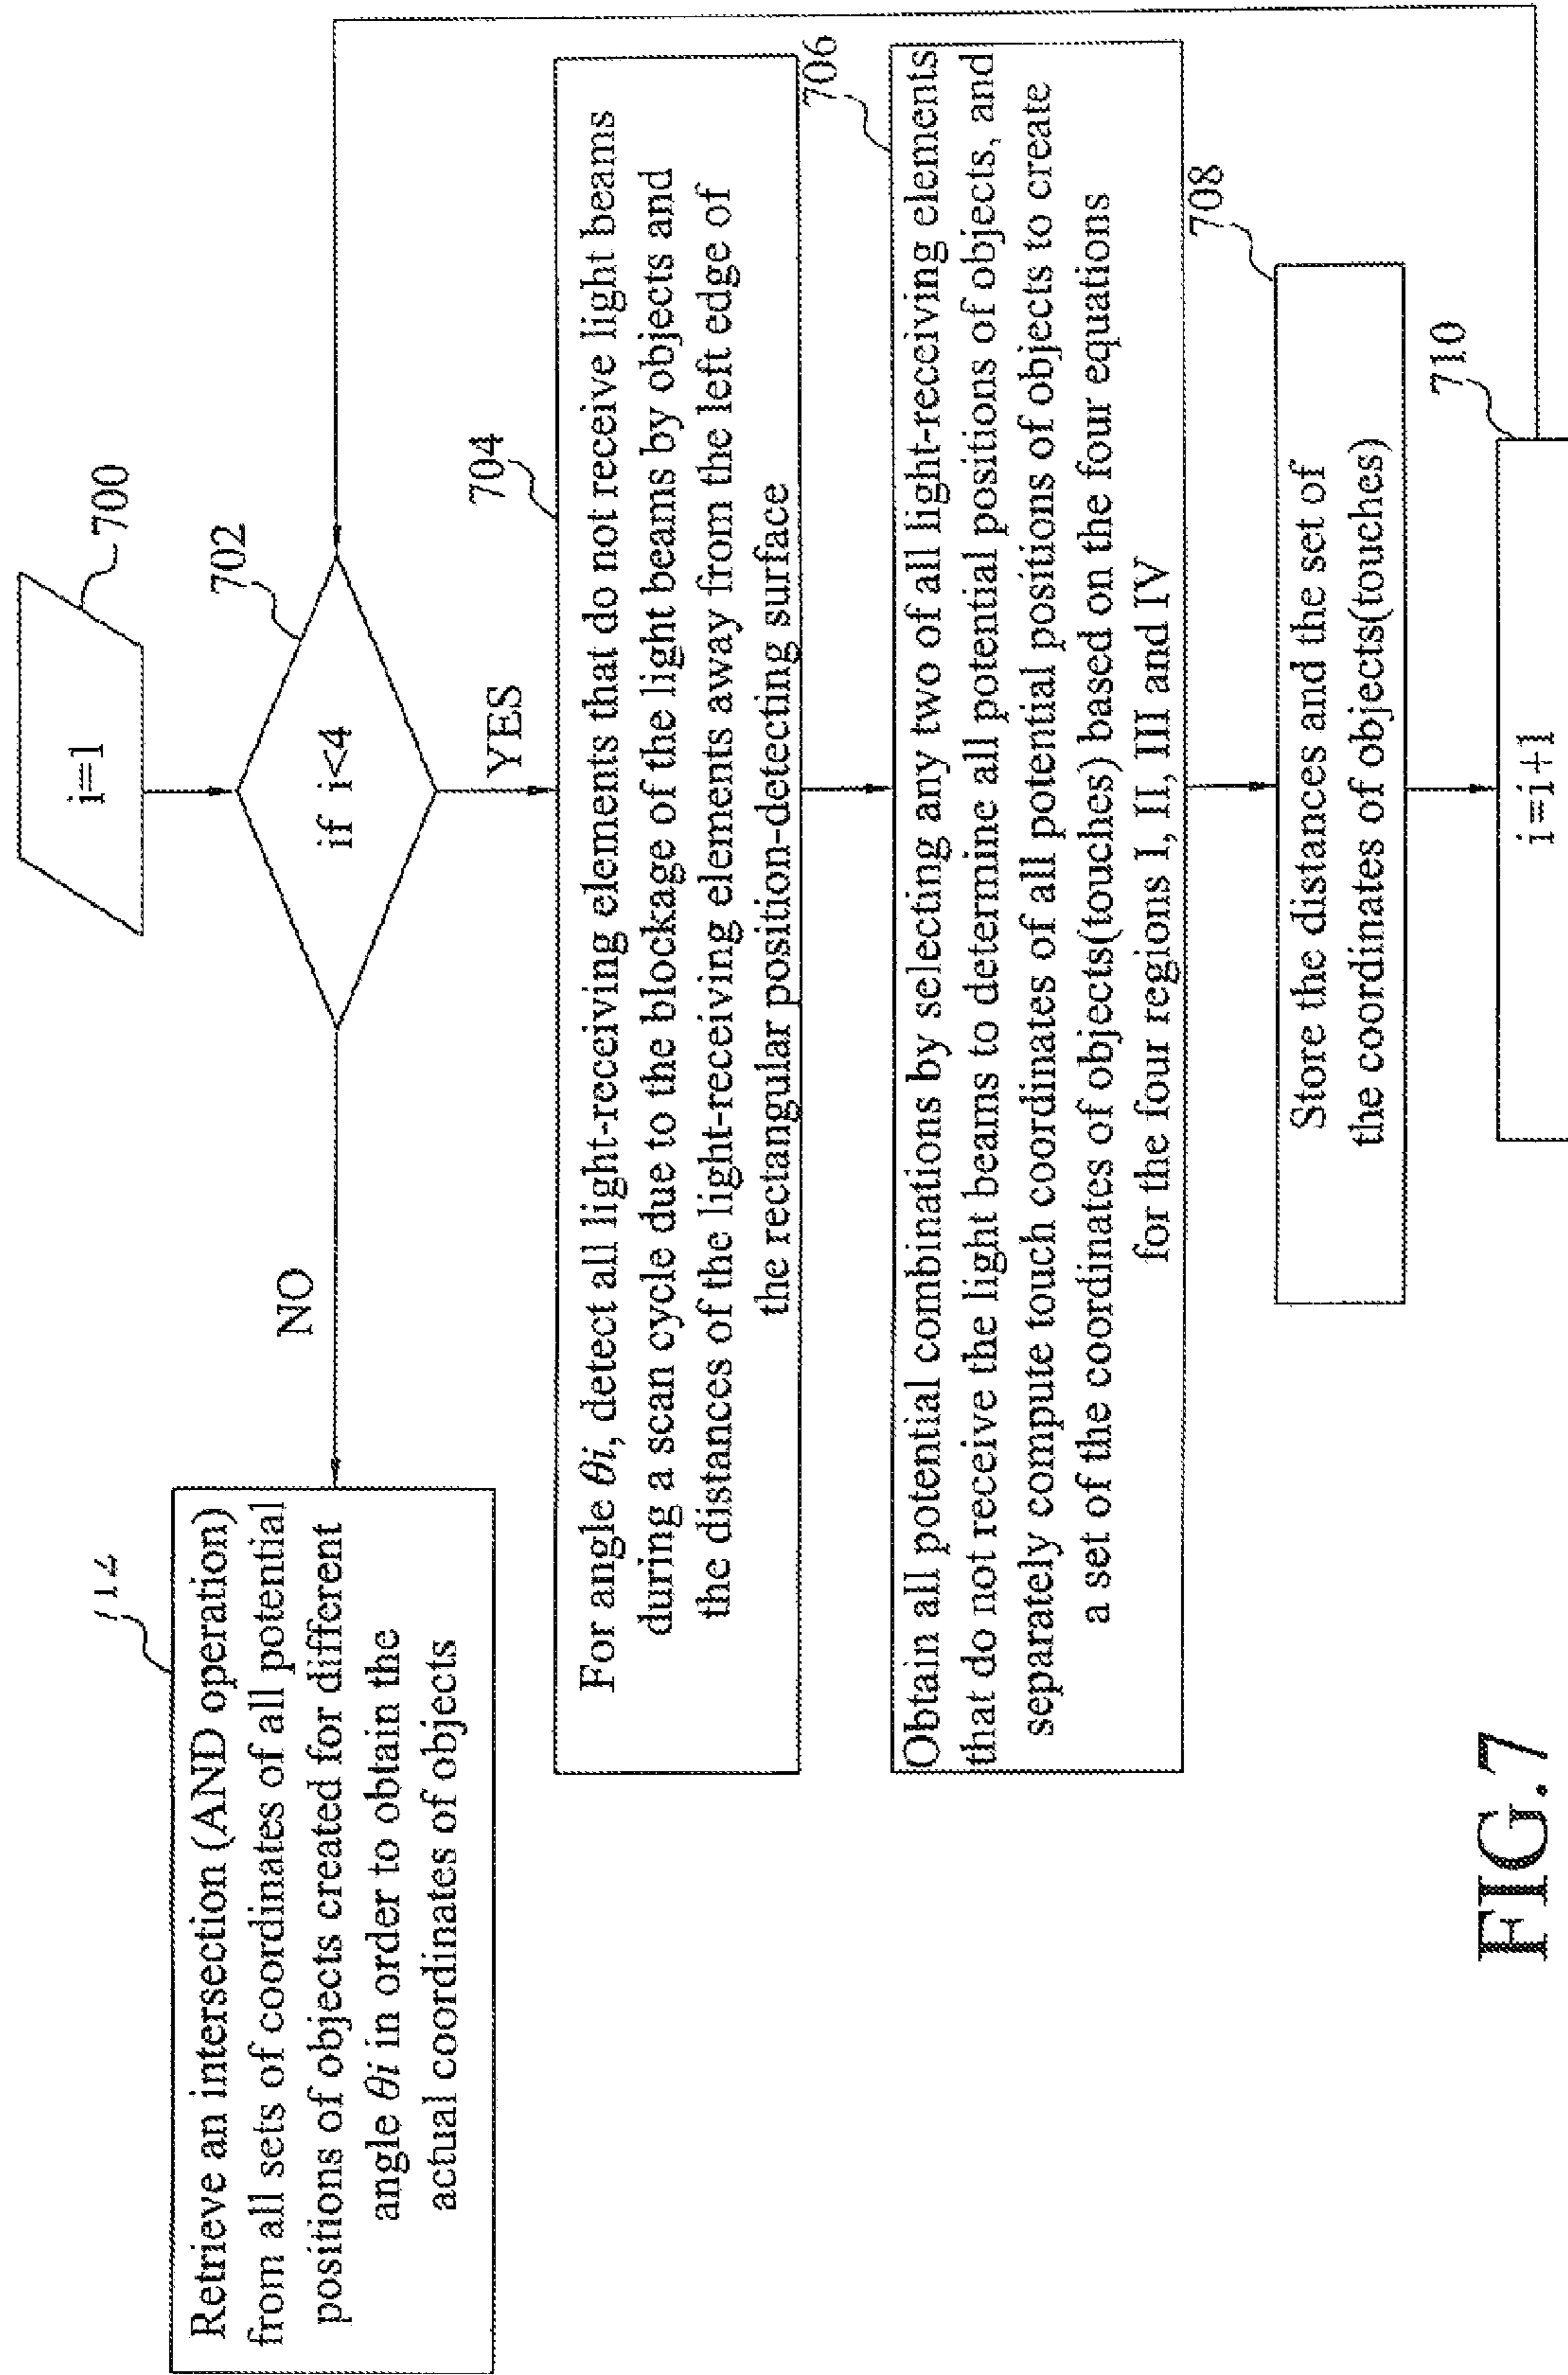 i=1
700
if i<4
702
YES
NO
704
For angle θi, detect all light-receiving elements that do not receive light beams
during a scan cycle due to the blockage of the light beams by objects and
the distances of the light-receiving elements away from the left edge of
the rectangular position-detecting surface
706
Obtain all potential combinations by selecting any two of all light-receiving elements
that do not receive the light beams to determine all potential positions of objects, and
separately compute touch coordinates of all potential positions of objects to create
a set of the coordinates of objects(touches) based on the four equations
for the four regions I, II, III and IV
708
Store the distances and the set of
the coordinates of objects(touches)
710
i=i+1
Retrieve an intersection (AND operation)
from all sets of coordinates of all potential
positions of objects created for different
angle θi in order to obtain the
actual coordinates of objects
FIG.7